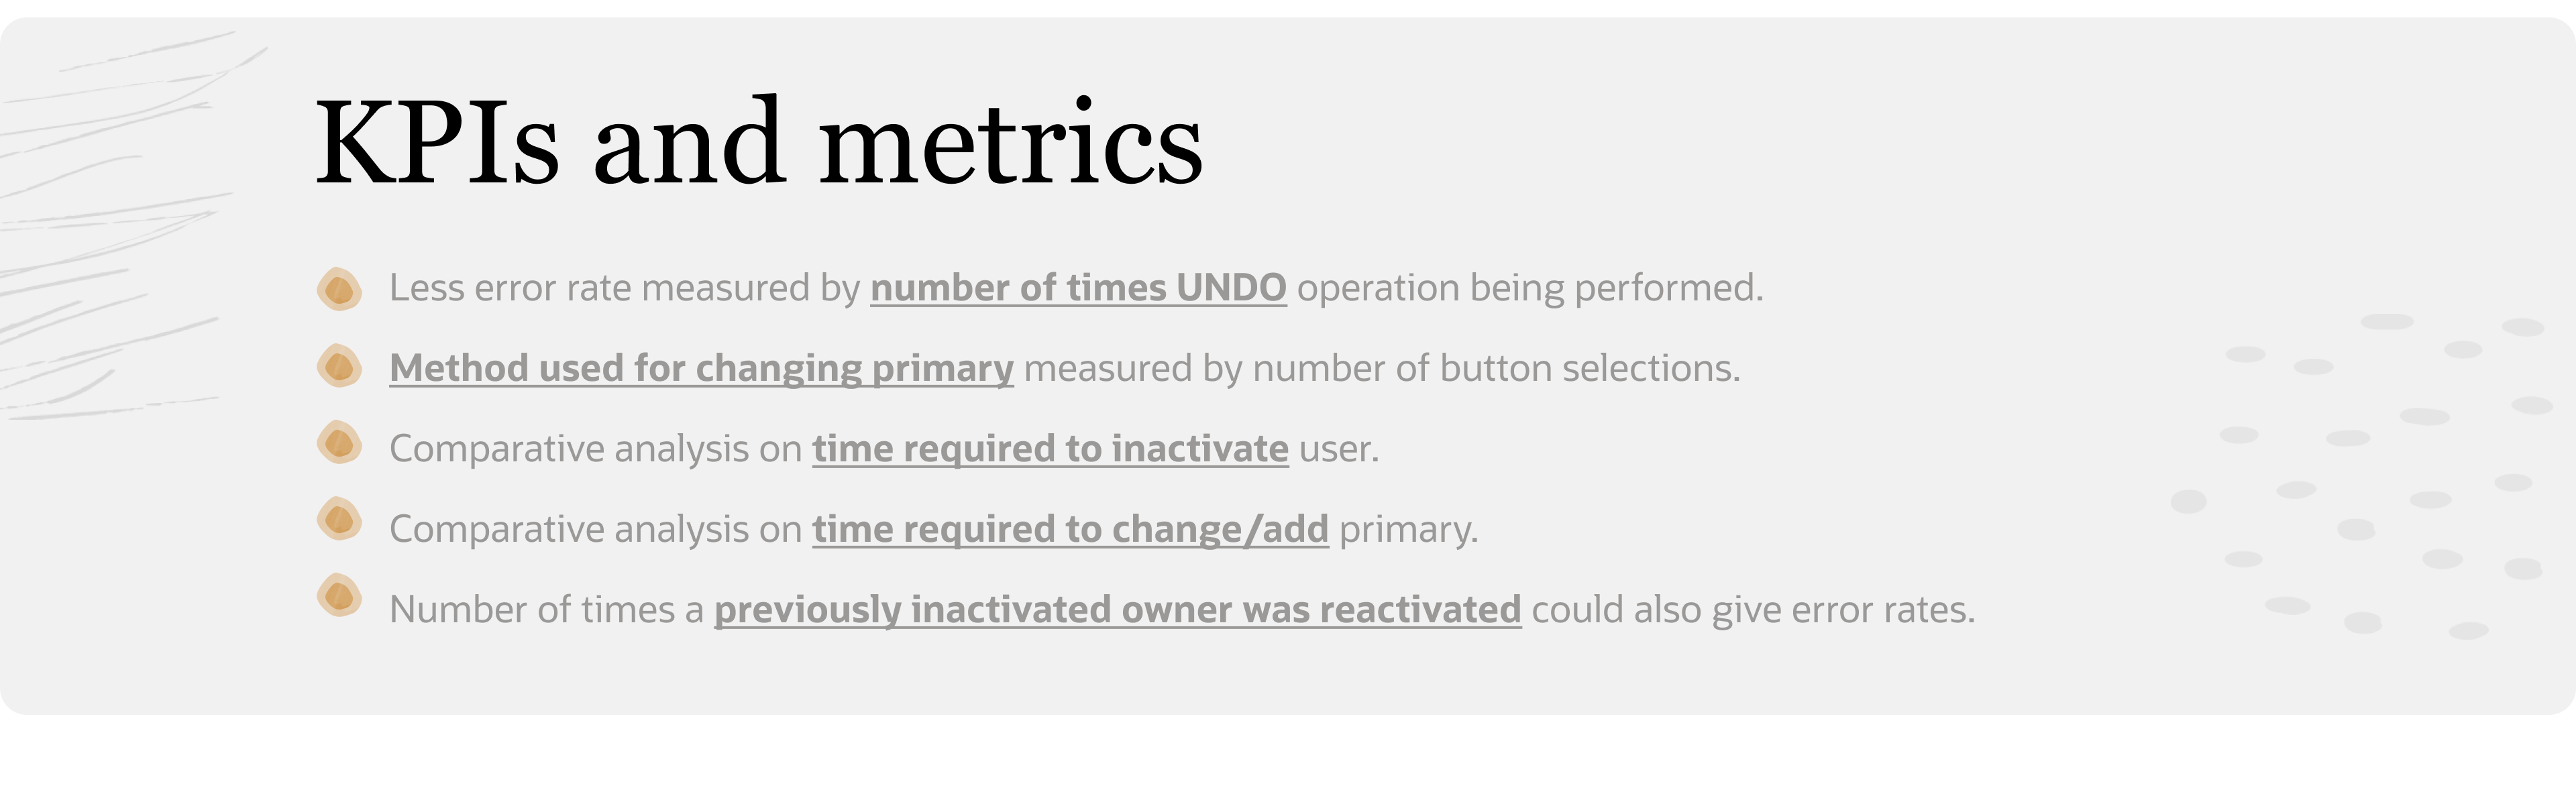 KPIs and metrics
Less error rate measured by number of times UNDO operation being performed.
Method used for changing primary measured by number of button selections.
Comparative analysis on time required to inactivate user.
Comparative analysis on time required to change/add primary.
Number of times a previously inactivated owner was reactivated could also give error rates.